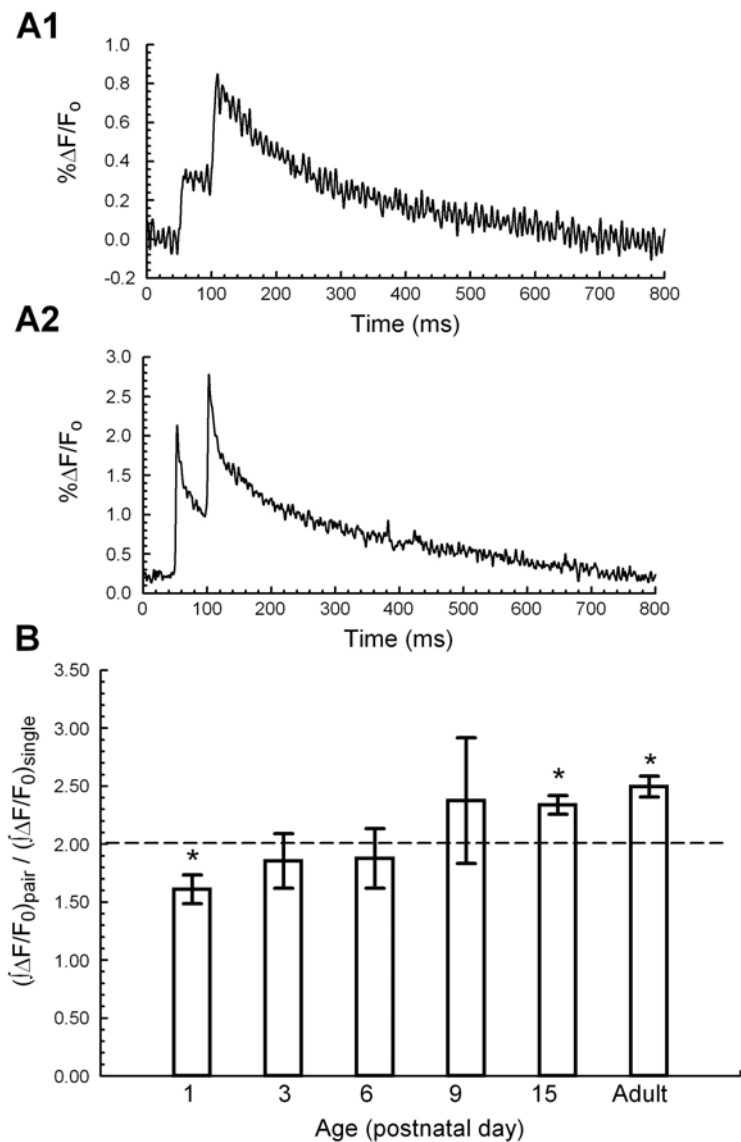 A1
%ΔF/Fo
1.0
0.8
0.6
0.4
0.2
0.0
-0.2
0 100 200 300 400 500 600 700 800
Time (ms)
A2
%ΔF/Fo
3.0
2.5
2.0
1.5
1.0
0.5
0.0
0 100 200 300 400 500 600 700 800
Time (ms)
B
(∫ΔF/F0)pair / (∫ΔF/F0)single
3.50
3.00
2.50
2.00
1.50
1.00
0.50
0.00
* * *
1 3 6 9 15 Adult
Age (postnatal day)